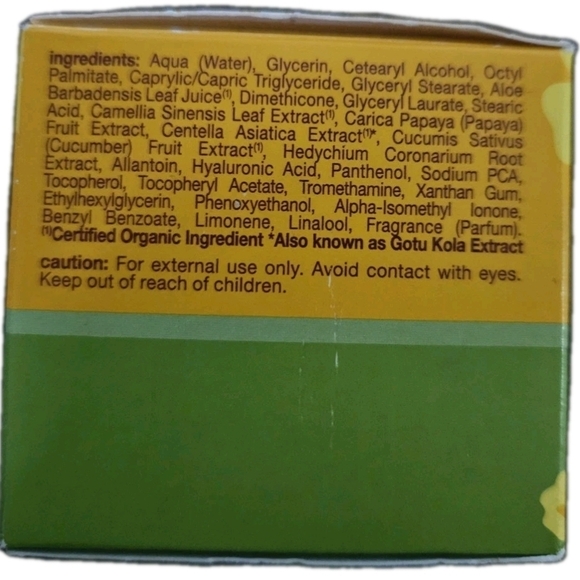 ingredients: Aqua (Water), Glycerin, Cetearyl Alcohol, Octyl
Palmitate, Caprylic/Capric Triglyceride, Glyceryl Stearate, Aloe
Barbadensis Leaf Juice⁽¹⁾, Dimethicone, Glyceryl Laurate, Stearic
Acid, Camellia Sinensis Leaf Extract⁽¹⁾, Carica Papaya (Papaya)
Fruit Extract, Centella Asiatica Extract⁽¹⁾*, Cucumis Sativus
(Cucumber) Fruit Extract⁽¹⁾, Hedychium Coronarium Root
Extract, Allantoin, Hyaluronic Acid, Panthenol, Sodium PCA,
Tocopherol, Tocopheryl Acetate, Tromethamine, Xanthan Gum,
Ethylhexylglycerin, Phenoxyethanol, Alpha-Isomethyl Ionone,
Benzyl Benzoate, Limonene, Linalool, Fragrance (Parfum).
⁽¹⁾Certified Organic Ingredient *Also known as Gotu Kola Extract
caution: For external use only. Avoid contact with eyes.
Keep out of reach of children.